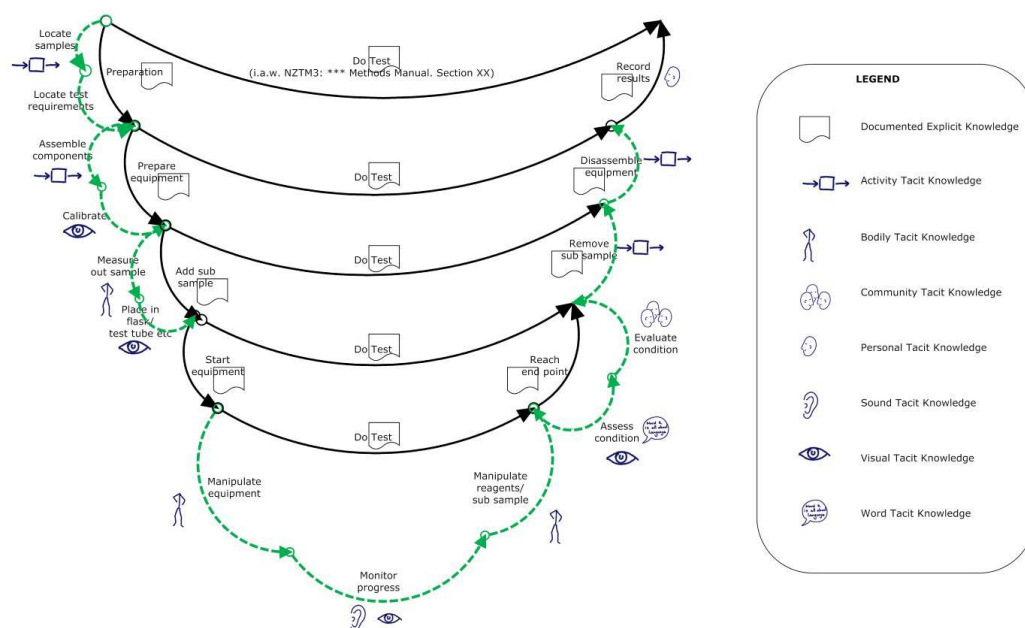 Locate
samples
Preparation
Locate test
requirements
Do Test
(i.a.w. NZTM3: *** Methods Manual. Section XX)
Record
results
Assemble
components
Prepare
equipment
Do Test
Disassemble
equipment
Calibrate
Measure
out sample
Add sub
sample
Do Test
Remove
sub sample
Place in
flask/
test tube etc
Start
equipment
Do Test
Reach
end point
Evaluate
condition
Do Test
Assess
condition
Manipulate
equipment
Manipulate
reagents/
sub sample
Monitor
progress
LEGEND
Documented Explicit Knowledge
Activity Tacit Knowledge
Bodily Tacit Knowledge
Community Tacit Knowledge
Personal Tacit Knowledge
Sound Tacit Knowledge
Visual Tacit Knowledge
Word Tacit Knowledge